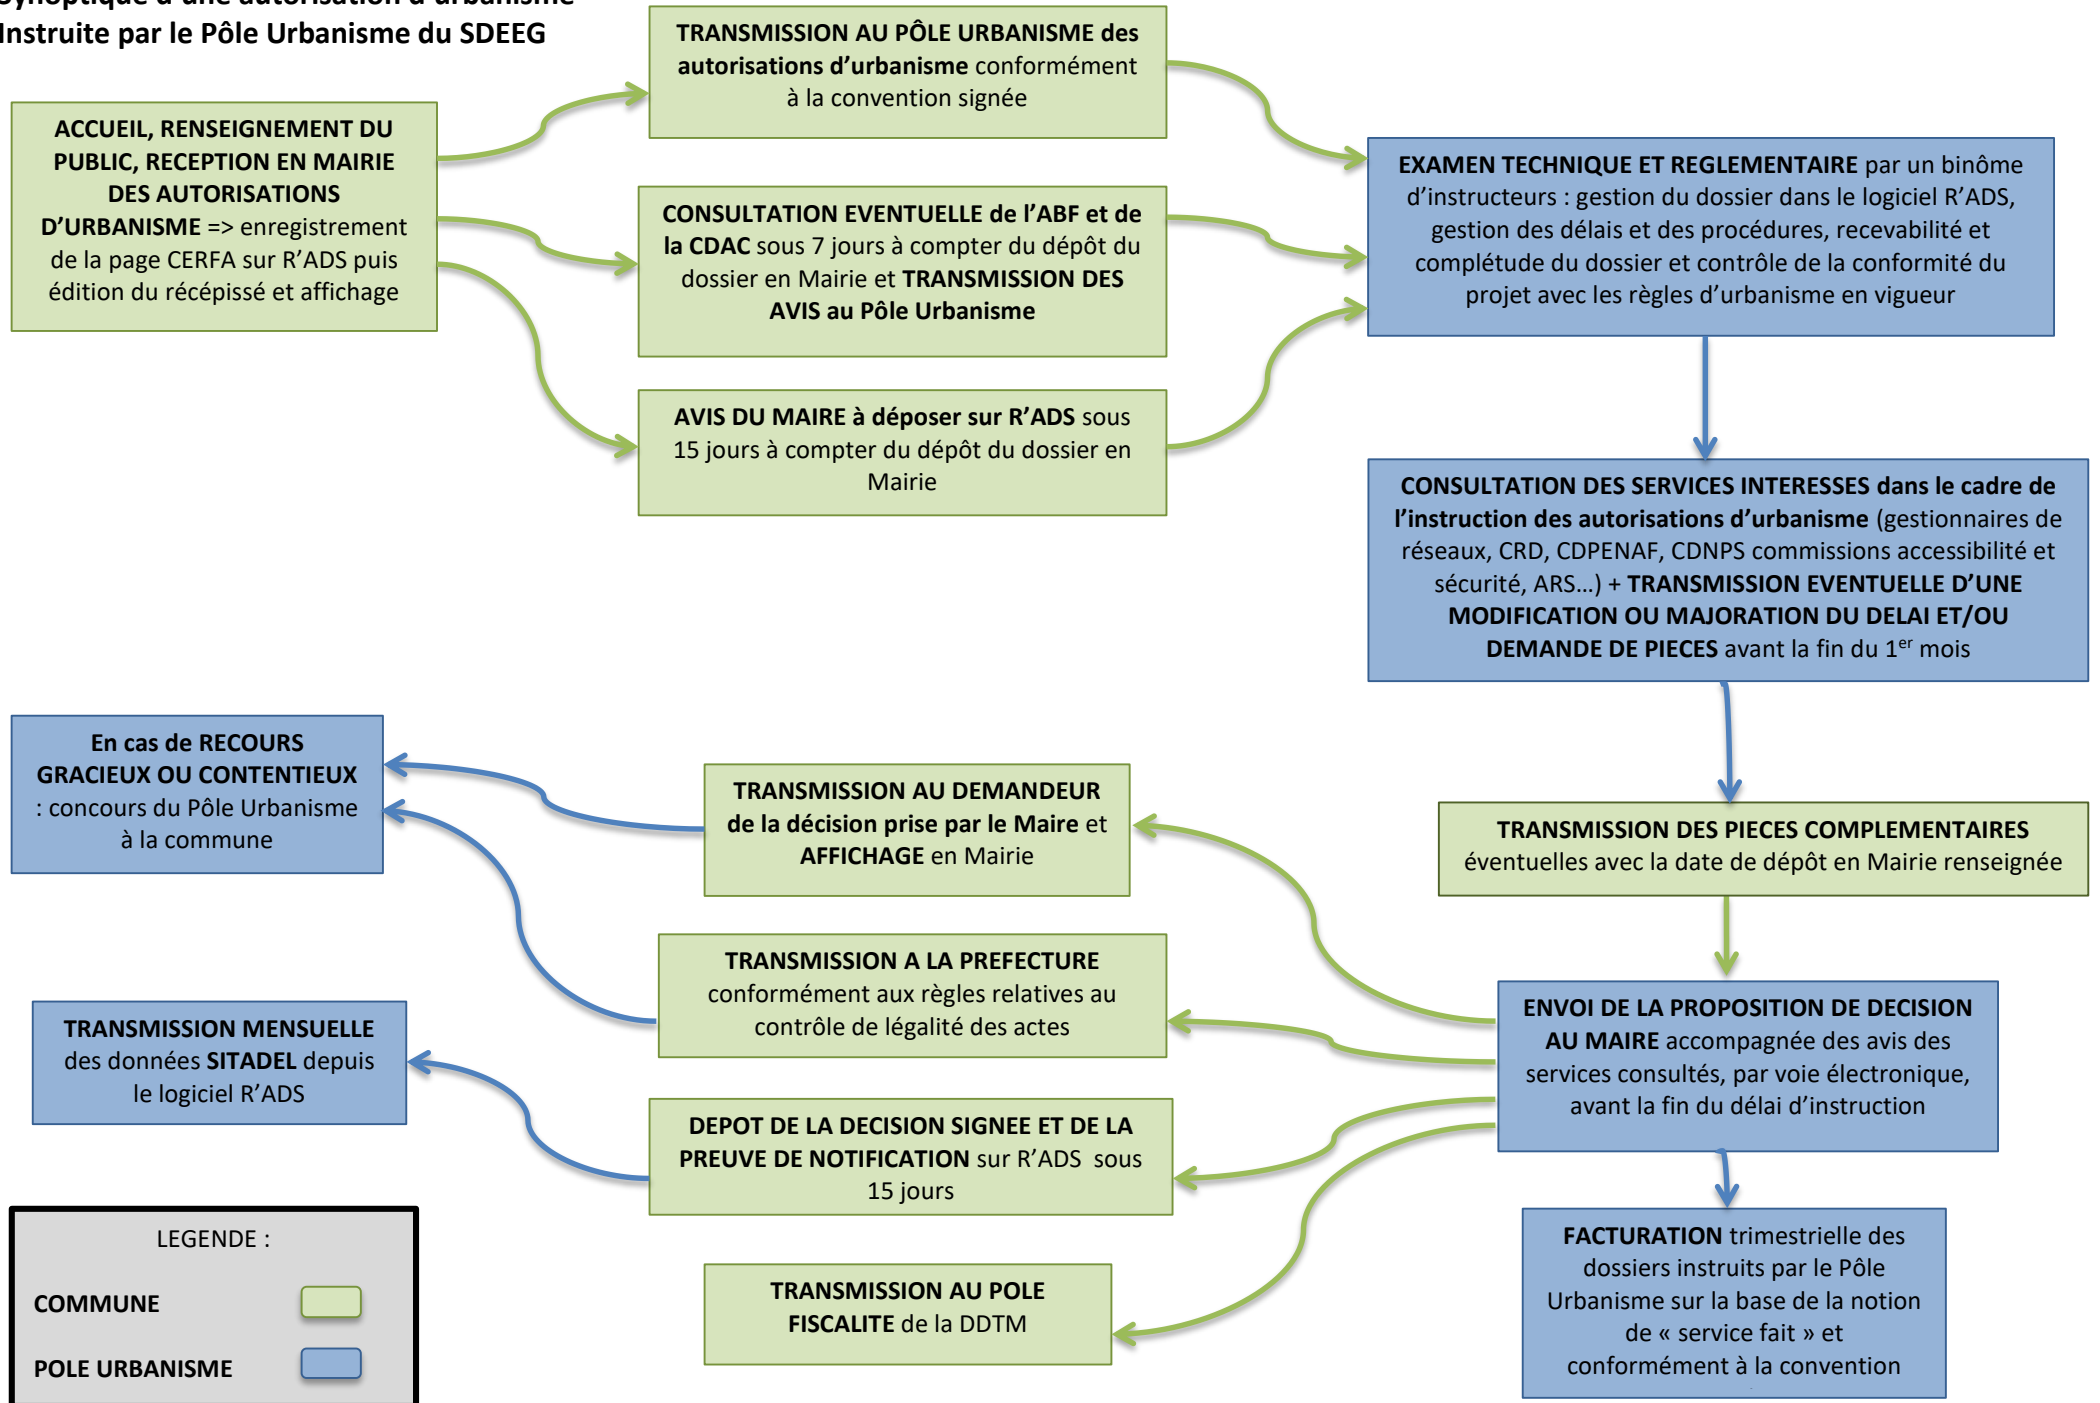 Synoptique d'une autorisation d'urbanisme
Instruite par le Pôle Urbanisme du SDEEG
ACCUEIL, RENSEIGNEMENT DU
PUBLIC, RECEPTION EN MAIRIE
DES AUTORISATIONS
D’URBANISME => enregistrement
de la page CERFA sur R’ADS puis
édition du récépissé et affichage
TRANSMISSION AU PÔLE URBANISME des
autorisations d’urbanisme conformément
à la convention signée
CONSULTATION EVENTUELLE de l’ABF et de
la CDAC sous 7 jours à compter du dépôt du
dossier en Mairie et TRANSMISSION DES
AVIS au Pôle Urbanisme
AVIS DU MAIRE à déposer sur R’ADS sous
15 jours à compter du dépôt du dossier en
Mairie
EXAMEN TECHNIQUE ET REGLEMENTAIRE par un binôme
d’instructeurs : gestion du dossier dans le logiciel R’ADS,
gestion des délais et des procédures, recevabilité et
complétude du dossier et contrôle de la conformité du
projet avec les règles d’urbanisme en vigueur
CONSULTATION DES SERVICES INTERESSES dans le cadre de
l’instruction des autorisations d’urbanisme (gestionnaires de
réseaux, CRD, CDPENAF, CDNPS commissions accessibilité et
sécurité, ARS…) + TRANSMISSION EVENTUELLE D’UNE
MODIFICATION OU MAJORATION DU DELAI ET/OU
DEMANDE DE PIECES avant la fin du 1er mois
TRANSMISSION DES PIECES COMPLEMENTAIRES
éventuelles avec la date de dépôt en Mairie renseignée
ENVOI DE LA PROPOSITION DE DECISION
AU MAIRE accompagnée des avis des
services consultés, par voie électronique,
avant la fin du délai d’instruction
FACTURATION trimestrielle des
dossiers instruits par le Pôle
Urbanisme sur la base de la notion
de « service fait » et
conformément à la convention
TRANSMISSION AU DEMANDEUR
de la décision prise par le Maire et
AFFICHAGE en Mairie
TRANSMISSION A LA PREFECTURE
conformément aux règles relatives au
contrôle de légalité des actes
DEPOT DE LA DECISION SIGNEE ET DE LA
PREUVE DE NOTIFICATION sur R’ADS sous
15 jours
TRANSMISSION AU POLE
FISCALITE de la DDTM
En cas de RECOURS
GRACIEUX OU CONTENTIEUX
: concours du Pôle Urbanisme
à la commune
TRANSMISSION MENSUELLE
des données SITADEL depuis
le logiciel R’ADS
LEGENDE :
COMMUNE
POLE URBANISME